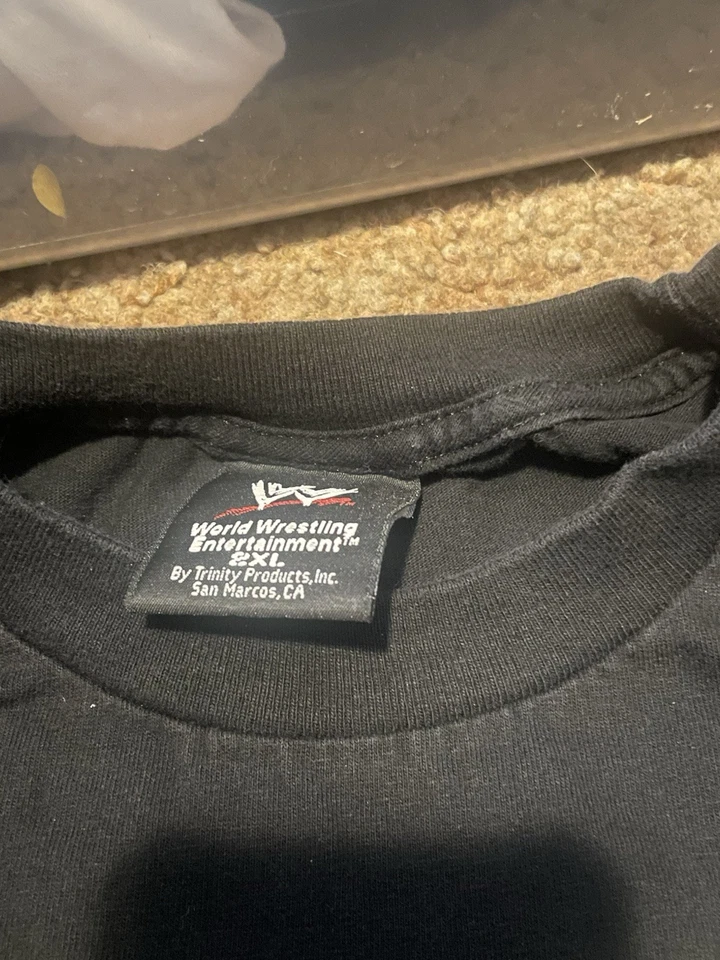 World Wrestling
Entertainment™
2XL
By Trinity Products, Inc.
San Marcos, CA